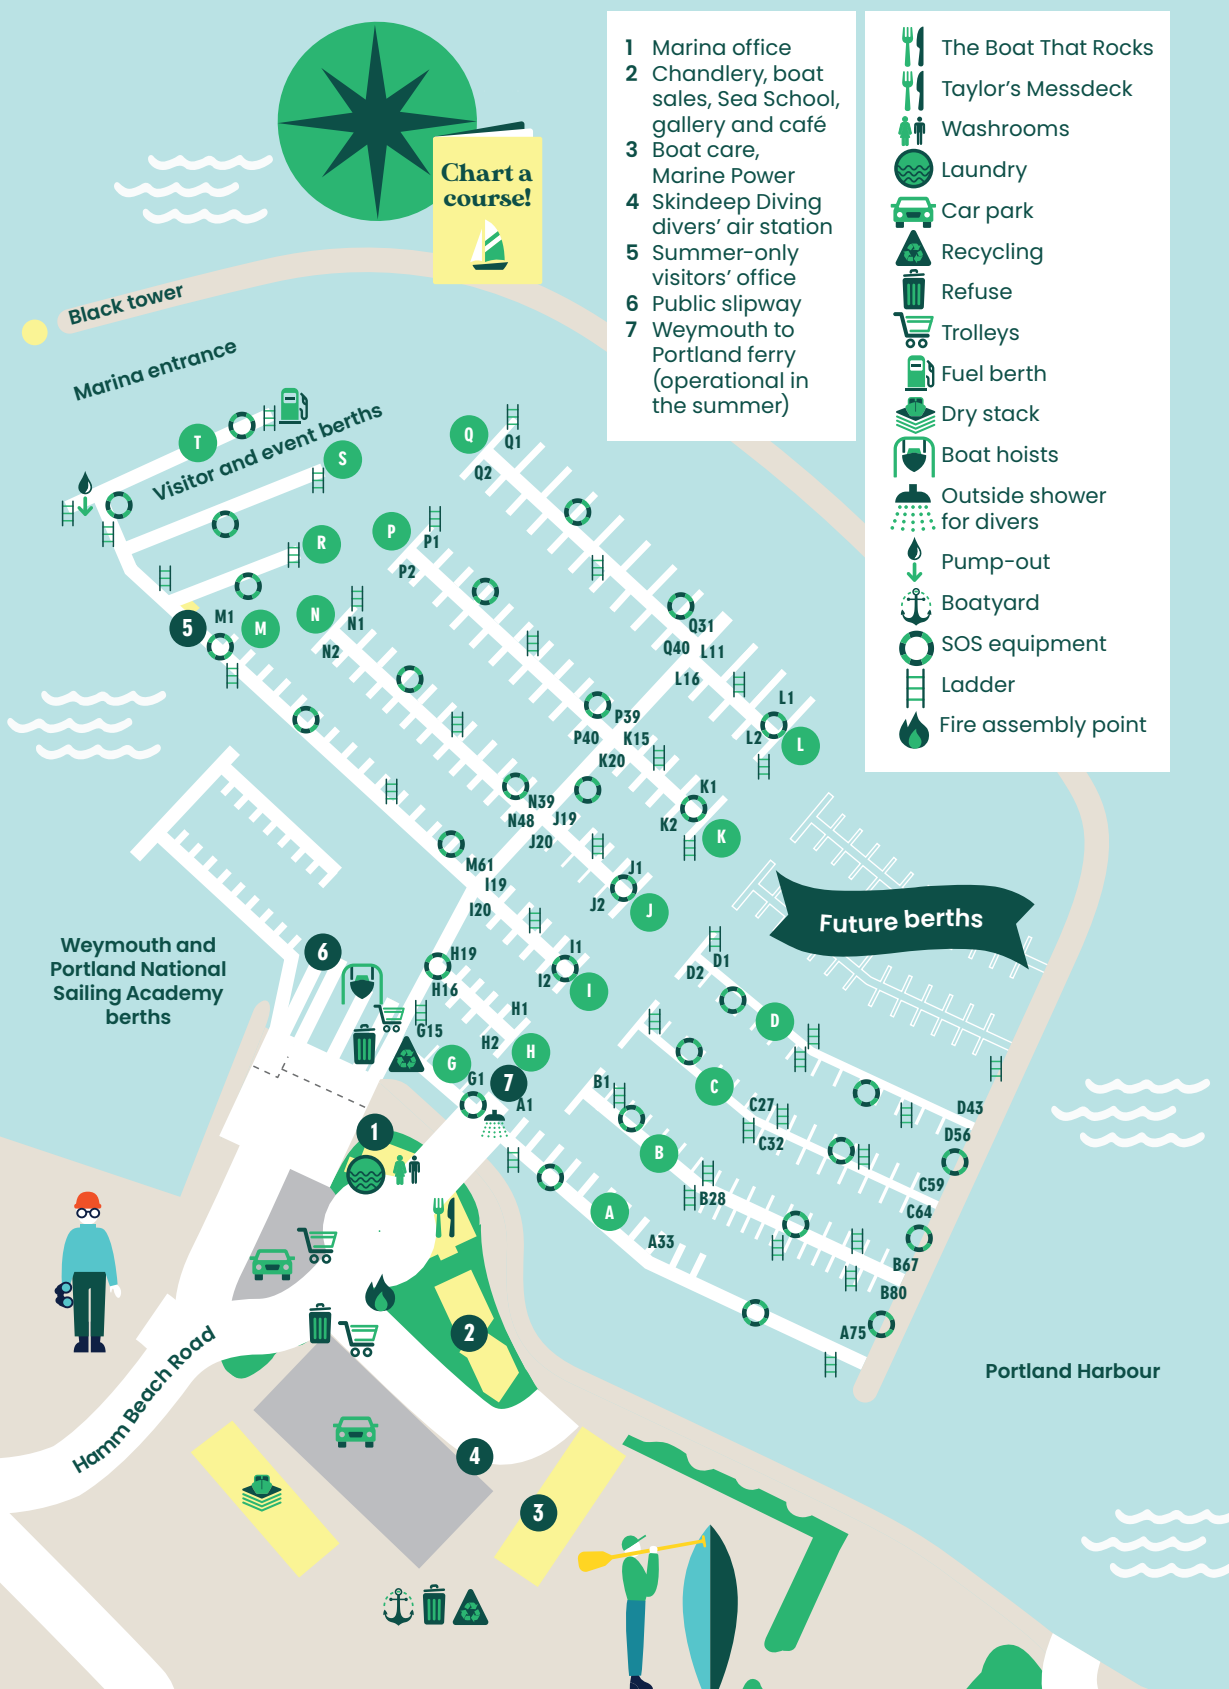 1 Marina office
2 Chandlery, boat
sales, Sea School,
gallery and café
3 Boat care,
Marine Power
4 Skindeep Diving
divers’ air station
5 Summer-only
visitors’ office
6 Public slipway
7 Weymouth to
Portland ferry
(operational in
the summer)
The Boat That Rocks
Taylor’s Messdeck
Washrooms
Laundry
Car park
Recycling
Refuse
Trolleys
Fuel berth
Dry stack
Boat hoists
Outside shower
for divers
Pump-out
Boatyard
SOS equipment
Ladder
Fire assembly point
Chart a
course!
Black tower
Marina entrance
Visitor and event berths
T
S
R
Q
Q1
Q2
P
P1
P2
N
N1
N2
5
M1
M
Q31
Q40
L11
L16
L1
L2
L
P39
P40
K15
K20
K1
K2
K
N39
N48
J19
J20
J1
J2
J
M61
I19
I20
I1
I2
I
Future berths
Weymouth and
Portland National
Sailing Academy
berths
6
H19
H16
H1
H2
H
G15
G
G1
7
A1
D1
D2
D
D43
D56
C
C27
C32
C59
C64
B1
B
B28
B67
B80
A
A33
A75
1
2
3
4
Hamm Beach Road
Portland Harbour